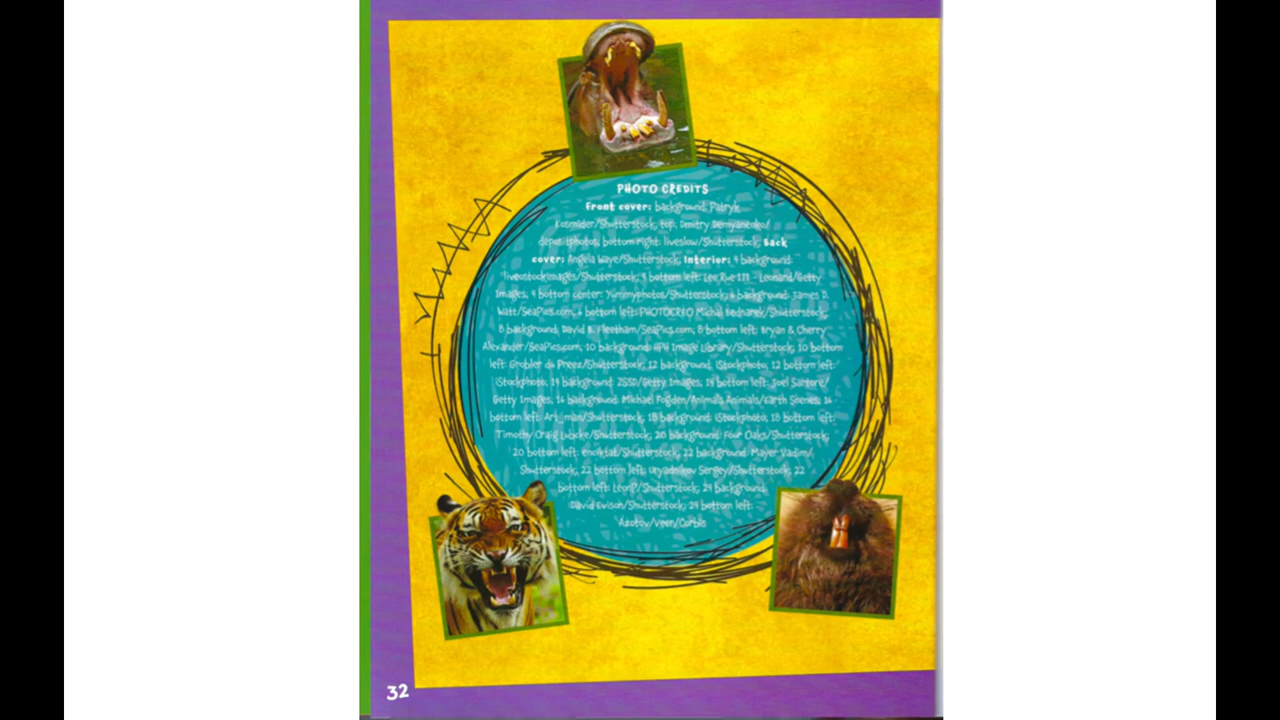 PHOTO CREDITS
Front cover: background: Patryk
Kosmider/Shutterstock, top: Dmitry Demyanenko/
depositphotos, bottom right: liveslow/Shutterstock; Back
cover: Angela Waye/Shutterstock; Interior: 4 background:
livestockimages/Shutterstock; 4 bottom left: Lee Rue III - Leonard/Getty
Images, 4 bottom center: Yummyphotos/Shutterstock; 6 background: James D.
Watt/SeaPics.com, 6 bottom left: PHOTOCREO Michal Bednarek/Shutterstock;
8 background: David B. Fleetham/SeaPics.com, 8 bottom left: Bryan & Cherry
Alexander/SeaPics.com; 10 background: Image Library/Shutterstock; 10 bottom
left: Grobler du Preez/Shutterstock; 12 background: iStockphoto, 12 bottom left:
iStockphoto; 14 background: ZSSD/Getty Images, 14 bottom left: Joel Sartore/
Getty Images; 16 background: Michael Fogden/Animals Animals/Earth Scenes; 16
bottom left: Art_man/Shutterstock; 18 background: iStockphoto; 18 bottom left:
Timothy Craig Lubcke/Shutterstock; 20 background: Four Oaks/Shutterstock;
20 bottom left: /Shutterstock; 22 background: Mayer Vadim/
Shutterstock; 22 bottom left: Uryadnikov Sergey/Shutterstock; 22
bottom left: LeonP/Shutterstock; 24 background:
David Evison/Shutterstock; 24 bottom left:
Azotov/Veer/Corbis
32